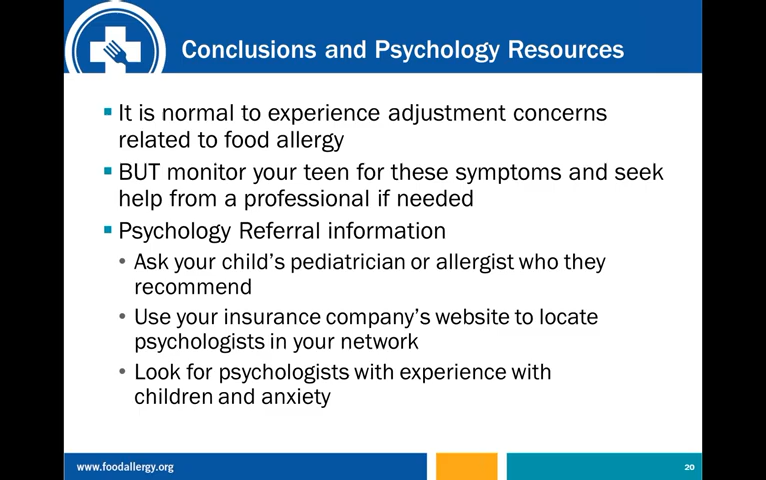 Conclusions and Psychology Resources
It is normal to experience adjustment concerns
related to food allergy
BUT monitor your teen for these symptoms and seek
help from a professional if needed
Psychology Referral information
Ask your child's pediatrician or allergist who they
recommend
Use your insurance company's website to locate
psychologists in your network
Look for psychologists with experience with
children and anxiety
www.foodallergy.org
20